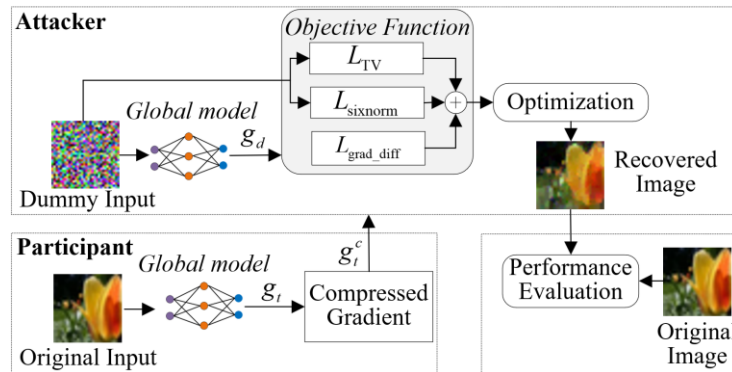 Attacker
Objective Function
L_TV
L_sixnorm
L_grad_diff
+
Optimization
Global model
g_d
Dummy Input
Recovered
Image
Participant
Global model
g_t
g_t^c
Compressed
Gradient
Original Input
Performance
Evaluation
Original
Image